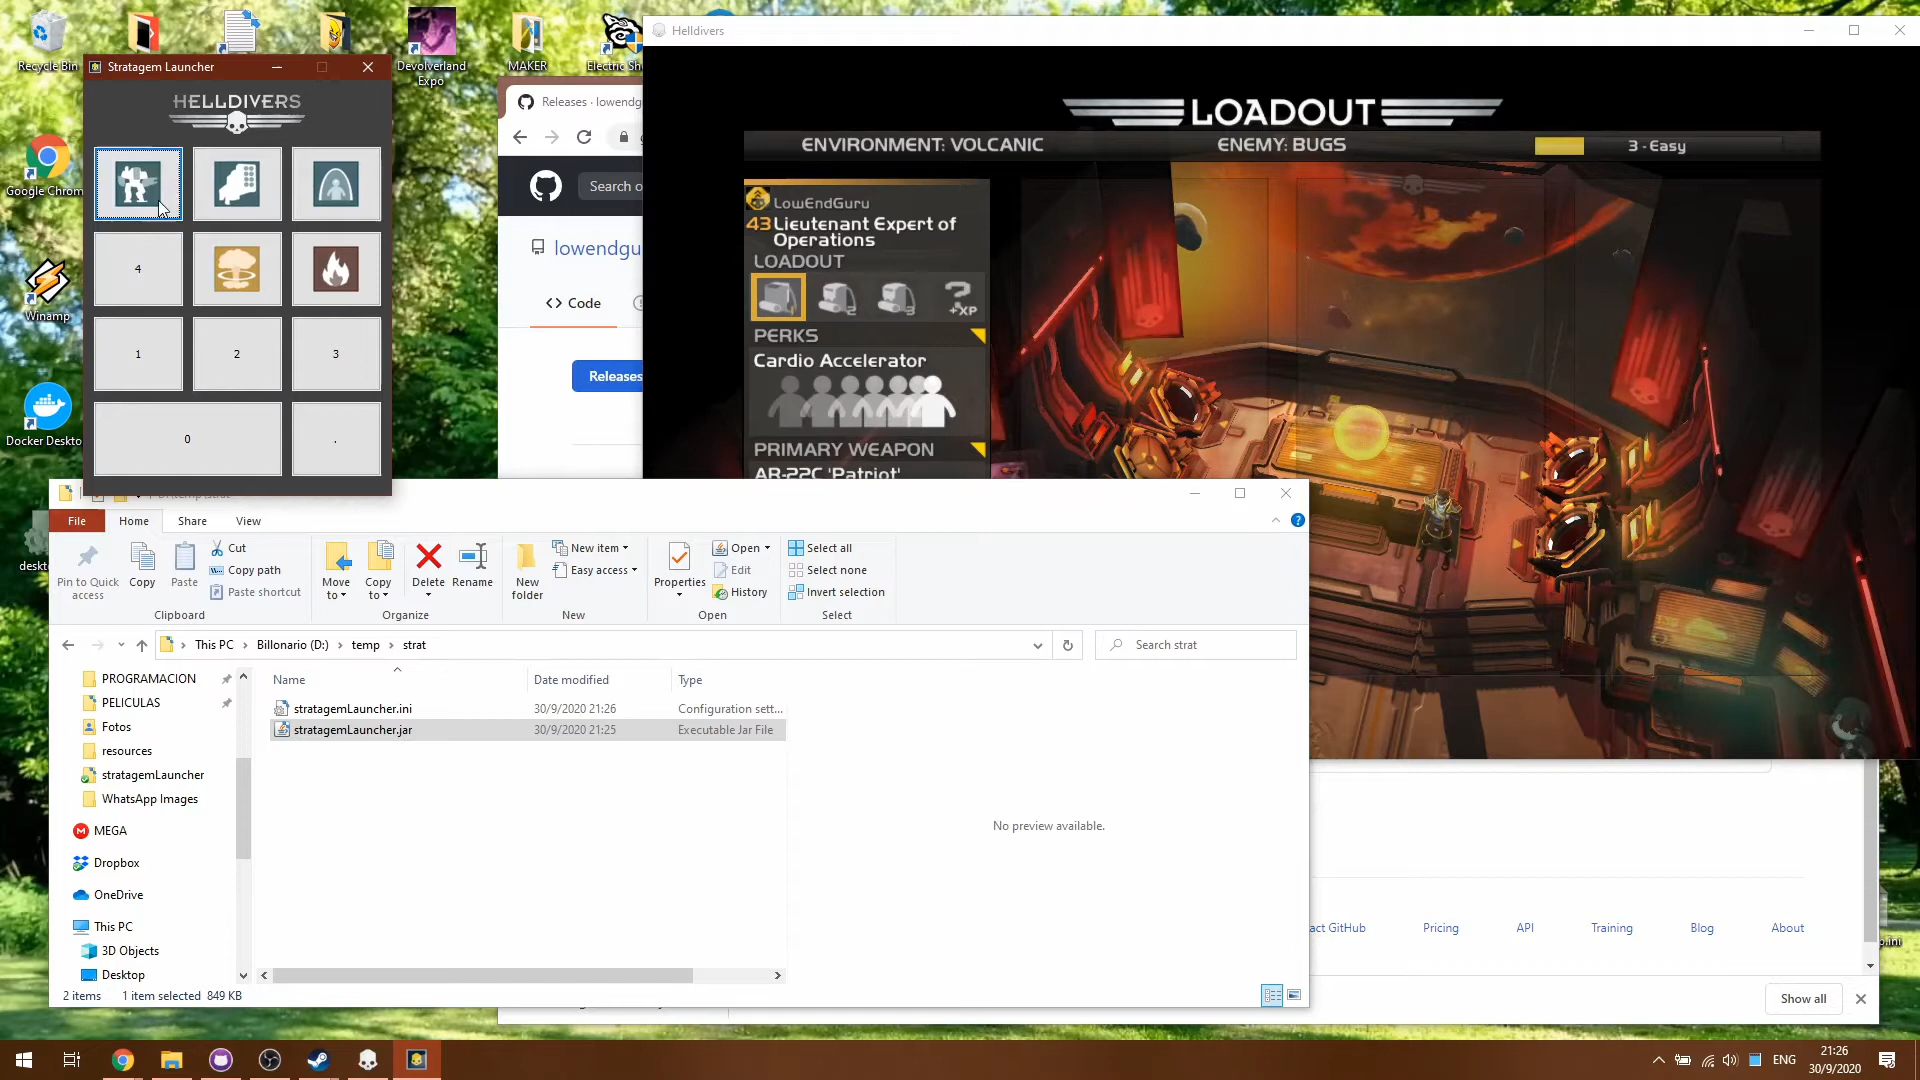 Recycle Bin
Devolverland
Expo
MAKER
Google Chrom
Winamp
Docker Deskto
Stratagem Launcher
HELLDIVERS
4
1
2
3
0
.
Releases · lowendg
Search o
lowendgu
Code
Releases
Helldivers
LOADOUT
ENVIRONMENT: VOLCANIC
ENEMY: BUGS
3 - Easy
LowEndGuru
43 Lieutenant Expert of
Operations
LOADOUT
2
3
?
+XP
PERKS
Cardio Accelerator
PRIMARY WEAPON
AR-22C 'Patriot'
File
Home
Share
View
Pin to Quick
access
Copy
Paste
Cut
Copy path
Paste shortcut
Clipboard
Move
to
Copy
to
Delete
Rename
Organize
New
folder
New item
Easy access
New
Properties
Open
Edit
History
Open
Select all
Select none
Invert selection
Select
This PC
Billonario (D:)
temp
strat
Search strat
Name
Date modified
Type
stratagemLauncher.ini
30/9/2020 21:26
Configuration sett...
stratagemLauncher.jar
30/9/2020 21:25
Executable Jar File
PROGRAMACION
PELICULAS
Fotos
resources
stratagemLauncher
WhatsApp Images
MEGA
Dropbox
OneDrive
This PC
3D Objects
Desktop
No preview available.
2 items
1 item selected 849 KB
act GitHub
Pricing
API
Training
Blog
About
Show all
ENG
21:26
30/9/2020